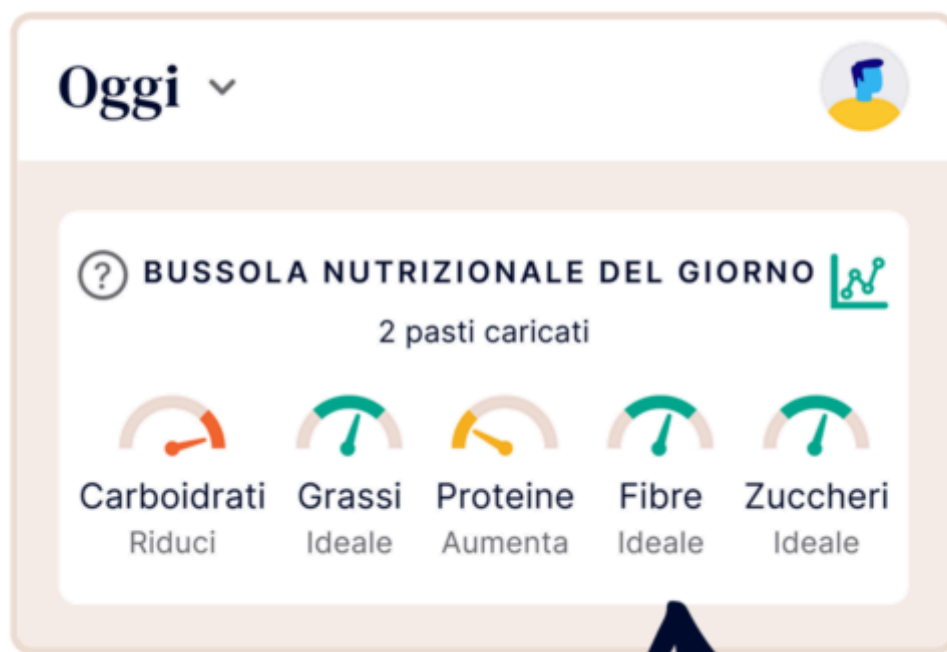 Oggi
? BUSSOLA NUTRIZIONALE DEL GIORNO
2 pasti caricati
Carboidrati Grassi Proteine Fibre Zuccheri
Riduci Ideale Aumenta Ideale Ideale